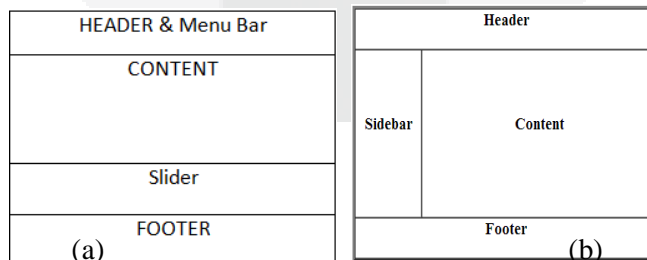 HEADER & Menu Bar
CONTENT
Slider
FOOTER
(a)
Header
Sidebar
Content
Footer
(b)